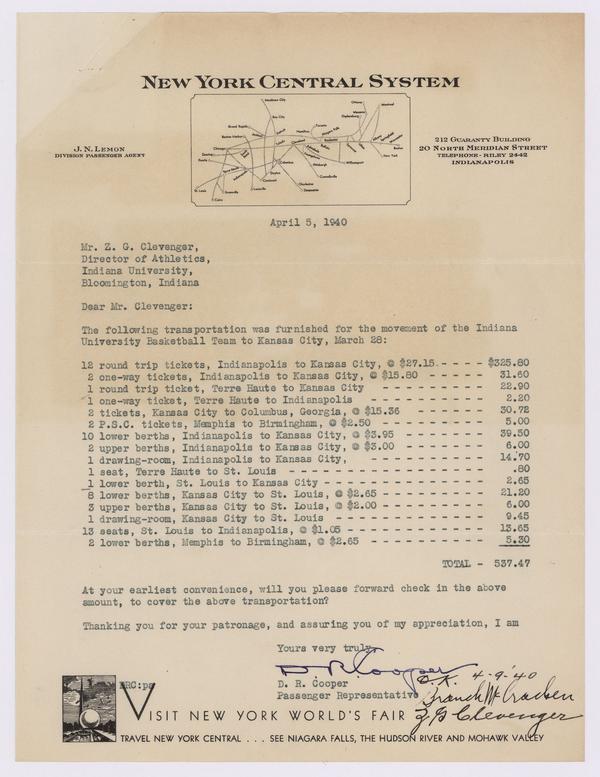 NEW YORK CENTRAL SYSTEM
J. N. LEMON
DIVISION PASSENGER AGENT
212 GUARANTY BUILDING
20 NORTH MERIDIAN STREET
TELEPHONE - RILEY 2442
INDIANAPOLIS
April 5, 1940
Mr. Z. G. Clevenger,
Director of Athletics,
Indiana University,
Bloomington, Indiana
Dear Mr. Clevenger:
The following transportation was furnished for the movement of the Indiana
University Basketball Team to Kansas City, March 28:
12 round trip tickets, Indianapolis to Kansas City, @ $27.15. - - - - $325.80
2 one-way tickets, Indianapolis to Kansas City, @ $15.80 - - - - - - 31.60
1 round trip ticket, Terre Haute to Kansas City - - - - - - - - - 22.90
1 one-way ticket, Terre Haute to Indianapolis - - - - - - - - - - 2.20
2 tickets, Kansas City to Columbus, Georgia, @ $15.36 - - - - - - - 30.72
2 P.S.C. tickets, Memphis to Birmingham, @ $2.50 - - - - - - - - 5.00
10 lower berths, Indianapolis to Kansas City, @ $3.95 - - - - - - - 39.50
2 upper berths, Indianapolis to Kansas City, @ $3.00 - - - - - - - 6.00
1 drawing-room, Indianapolis to Kansas City, - - - - - - - - - - 14.70
1 seat, Terre Haute to St. Louis - - - - - - - - - - - - - - .80
1 lower berth, St. Louis to Kansas City - - - - - - - - - - - - 2.65
8 lower berths, Kansas City to St. Louis, @ $2.65 - - - - - - - - 21.20
3 upper berths, Kansas City to St. Louis, @ $2.00 - - - - - - - - 6.00
1 drawing-room, Kansas City to St. Louis - - - - - - - - - - - 9.45
13 seats, St. Louis to Indianapolis, @ $1.05 - - - - - - - - - - 13.65
2 lower berths, Memphis to Birmingham, @ $2.65 - - - - - - - - - 5.30
TOTAL - 537.47
At your earliest convenience, will you please forward check in the above
amount, to cover the above transportation?
Thanking you for your patronage, and assuring you of my appreciation, I am
Yours very truly,
D. R. Cooper
D. R. Cooper
Passenger Representative
O.K. 4-9-'40
Branch McCracken
Z G Clevenger
VISIT NEW YORK WORLD'S FAIR
TRAVEL NEW YORK CENTRAL . . . SEE NIAGARA FALLS, THE HUDSON RIVER AND MOHAWK VALLEY